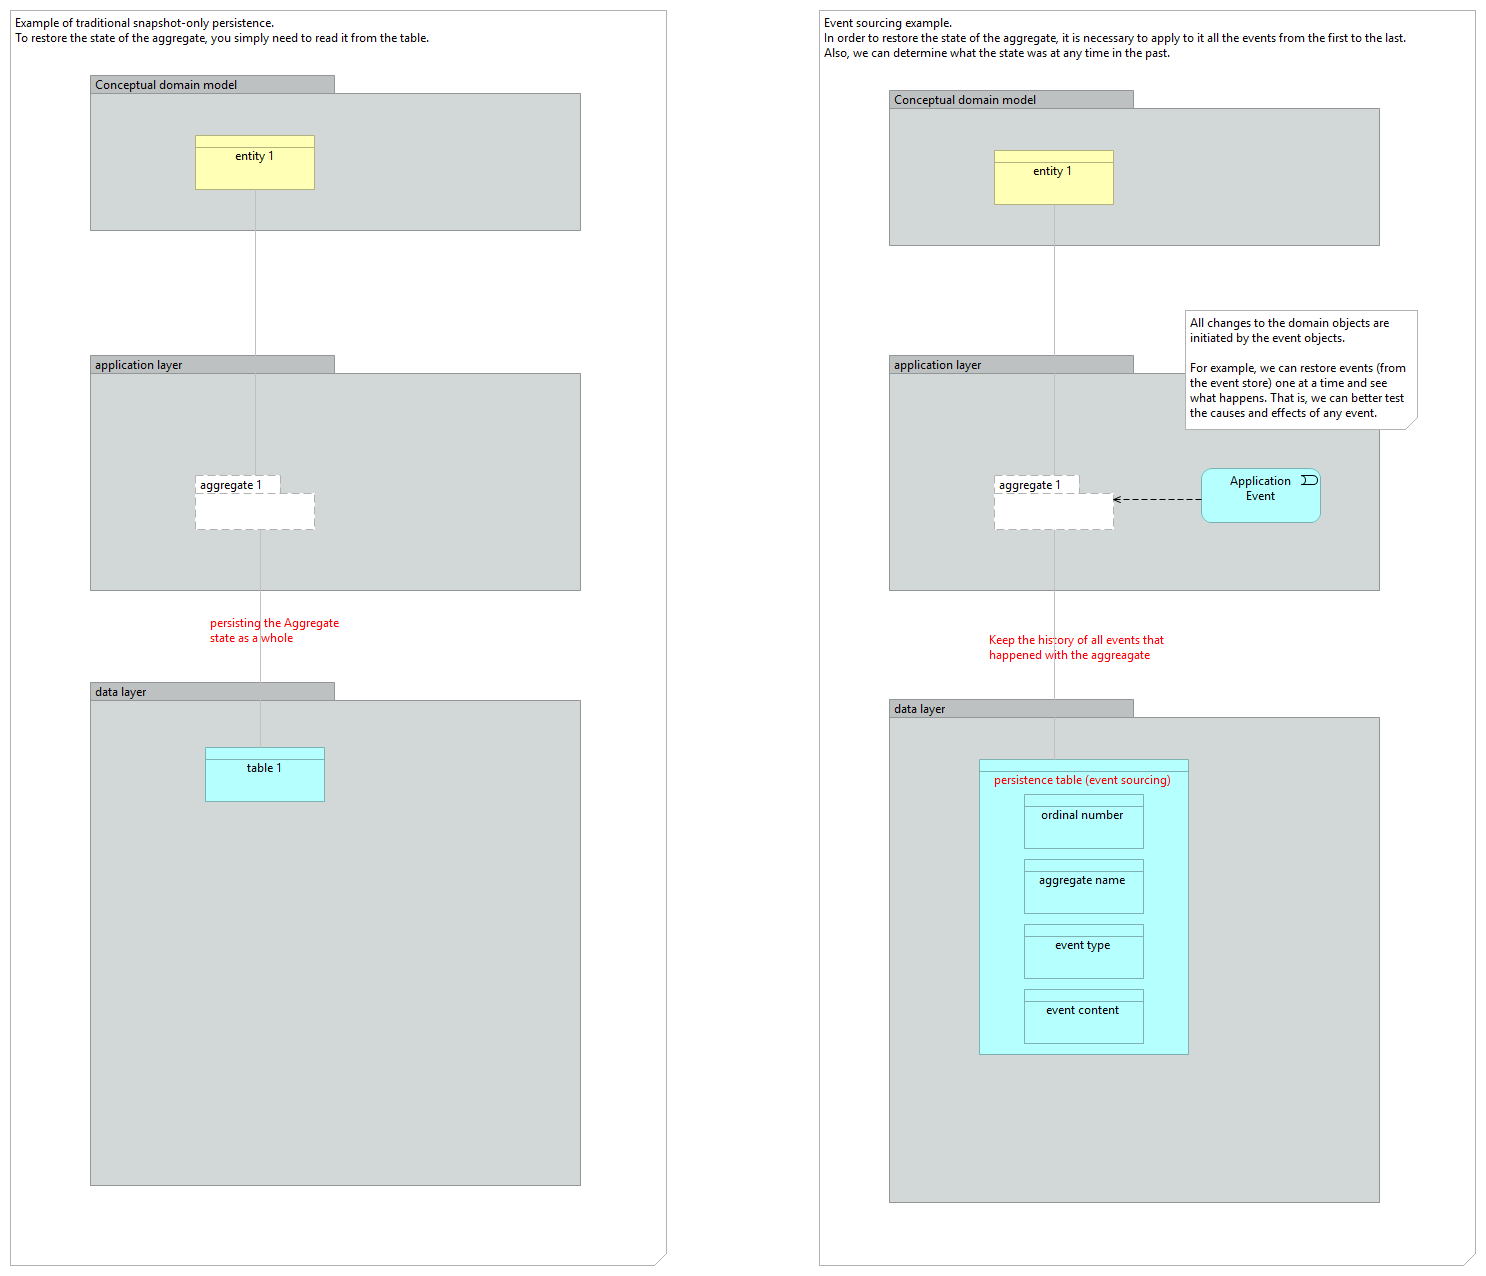 Example of traditional snapshot-only persistence.
To restore the state of the aggregate, you simply need to read it from the table.
Conceptual domain model
entity 1
application layer
aggregate 1
persisting the Aggregate
state as a whole
data layer
table 1
Event sourcing example.
In order to restore the state of the aggregate, it is necessary to apply to it all the events from the first to the last.
Also, we can determine what the state was at any time in the past.
Conceptual domain model
entity 1
All changes to the domain objects are
initiated by the event objects.
For example, we can restore events (from
the event store) one at a time and see
what happens. That is, we can better test
the causes and effects of any event.
application layer
aggregate 1
Application
Event
Keep the history of all events that
happened with the aggreagate
data layer
persistence table (event sourcing)
ordinal number
aggregate name
event type
event content